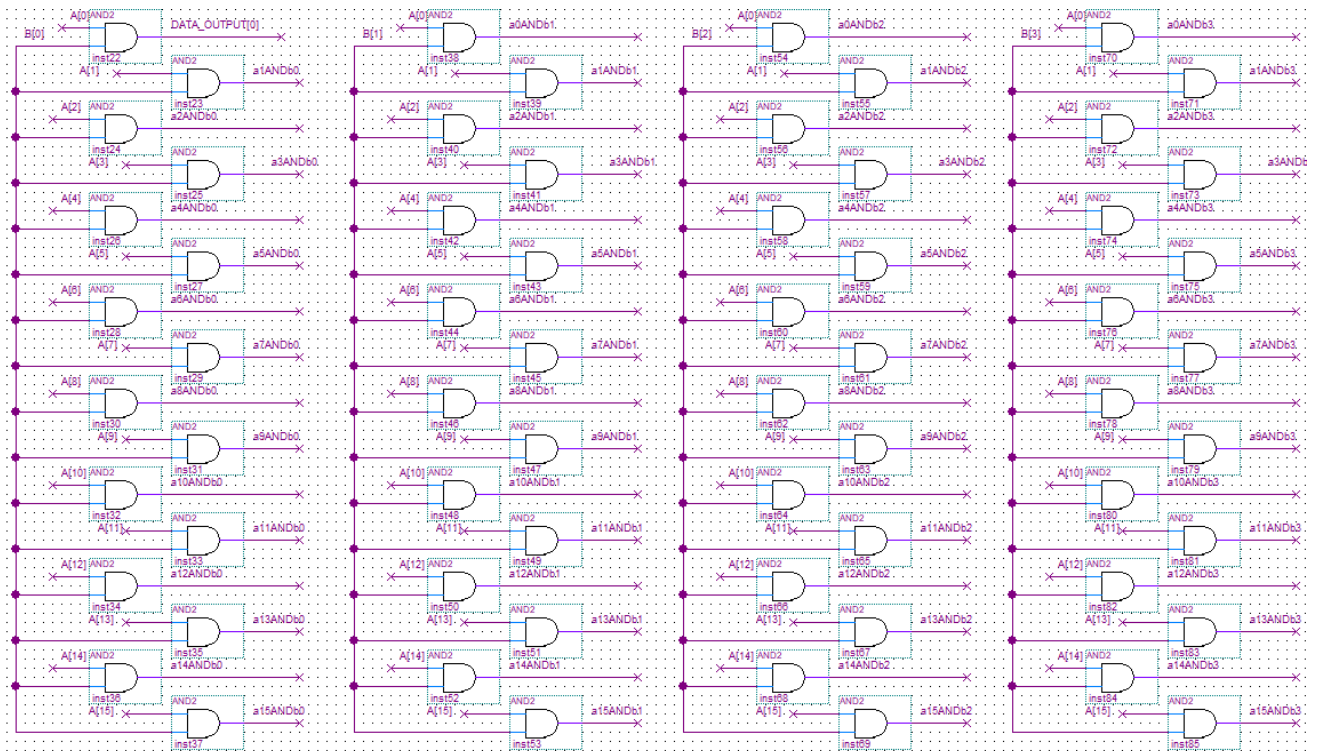 A[0] AND2
DATA_OUTPUT[0]
B[0]
inst22
AND2
A[1]
a1ANDb0
inst23
A[2] AND2
a2ANDb0
inst24
AND2
A[3]
a3ANDb0
inst25
A[4] AND2
a4ANDb0
inst26
AND2
A[5]
a5ANDb0
inst27
A[6] AND2
a6ANDb0
inst28
AND2
A[7]
a7ANDb0
inst29
A[8] AND2
a8ANDb0
inst30
AND2
A[9]
a9ANDb0
inst31
A[10] AND2
a10ANDb0
inst32
AND2
A[11]
a11ANDb0
inst33
A[12] AND2
a12ANDb0
inst34
AND2
A[13]
a13ANDb0
inst35
A[14] AND2
a14ANDb0
inst36
AND2
A[15]
a15ANDb0
inst37
A[0] AND2
a0ANDb1
B[1]
inst38
AND2
A[1]
a1ANDb1
inst39
A[2] AND2
a2ANDb1
inst40
AND2
A[3]
a3ANDb1
inst41
A[4] AND2
a4ANDb1
inst42
AND2
A[5]
a5ANDb1
inst43
A[6] AND2
a6ANDb1
inst44
AND2
A[7]
a7ANDb1
inst45
A[8] AND2
a8ANDb1
inst46
AND2
A[9]
a9ANDb1
inst47
A[10] AND2
a10ANDb1
inst48
AND2
A[11]
a11ANDb1
inst49
A[12] AND2
a12ANDb1
inst50
AND2
A[13]
a13ANDb1
inst51
A[14] AND2
a14ANDb1
inst52
AND2
A[15]
a15ANDb1
inst53
A[0] AND2
a0ANDb2
B[2]
inst54
AND2
A[1]
a1ANDb2
inst55
A[2] AND2
a2ANDb2
inst56
AND2
A[3]
a3ANDb2
inst57
A[4] AND2
a4ANDb2
inst58
AND2
A[5]
a5ANDb2
inst59
A[6] AND2
a6ANDb2
inst60
AND2
A[7]
a7ANDb2
inst61
A[8] AND2
a8ANDb2
inst62
AND2
A[9]
a9ANDb2
inst63
A[10] AND2
a10ANDb2
inst64
AND2
A[11]
a11ANDb2
inst65
A[12] AND2
a12ANDb2
inst66
AND2
A[13]
a13ANDb2
inst67
A[14] AND2
a14ANDb2
inst68
AND2
A[15]
a15ANDb2
inst69
A[0] AND2
a0ANDb3
B[3]
inst70
AND2
A[1]
a1ANDb3
inst71
A[2] AND2
a2ANDb3
inst72
AND2
A[3]
a3ANDb
inst73
A[4] AND2
a4ANDb3
inst74
AND2
A[5]
a5ANDb3
inst75
A[6] AND2
a6ANDb3
inst76
AND2
A[7]
a7ANDb3
inst77
A[8] AND2
a8ANDb3
inst78
AND2
A[9]
a9ANDb3
inst79
A[10] AND2
a10ANDb3
inst80
AND2
A[11]
a11ANDb3
inst81
A[12] AND2
a12ANDb3
inst82
AND2
A[13]
a13ANDb3
inst83
A[14] AND2
a14ANDb3
inst84
AND2
A[15]
a15ANDb3
inst85